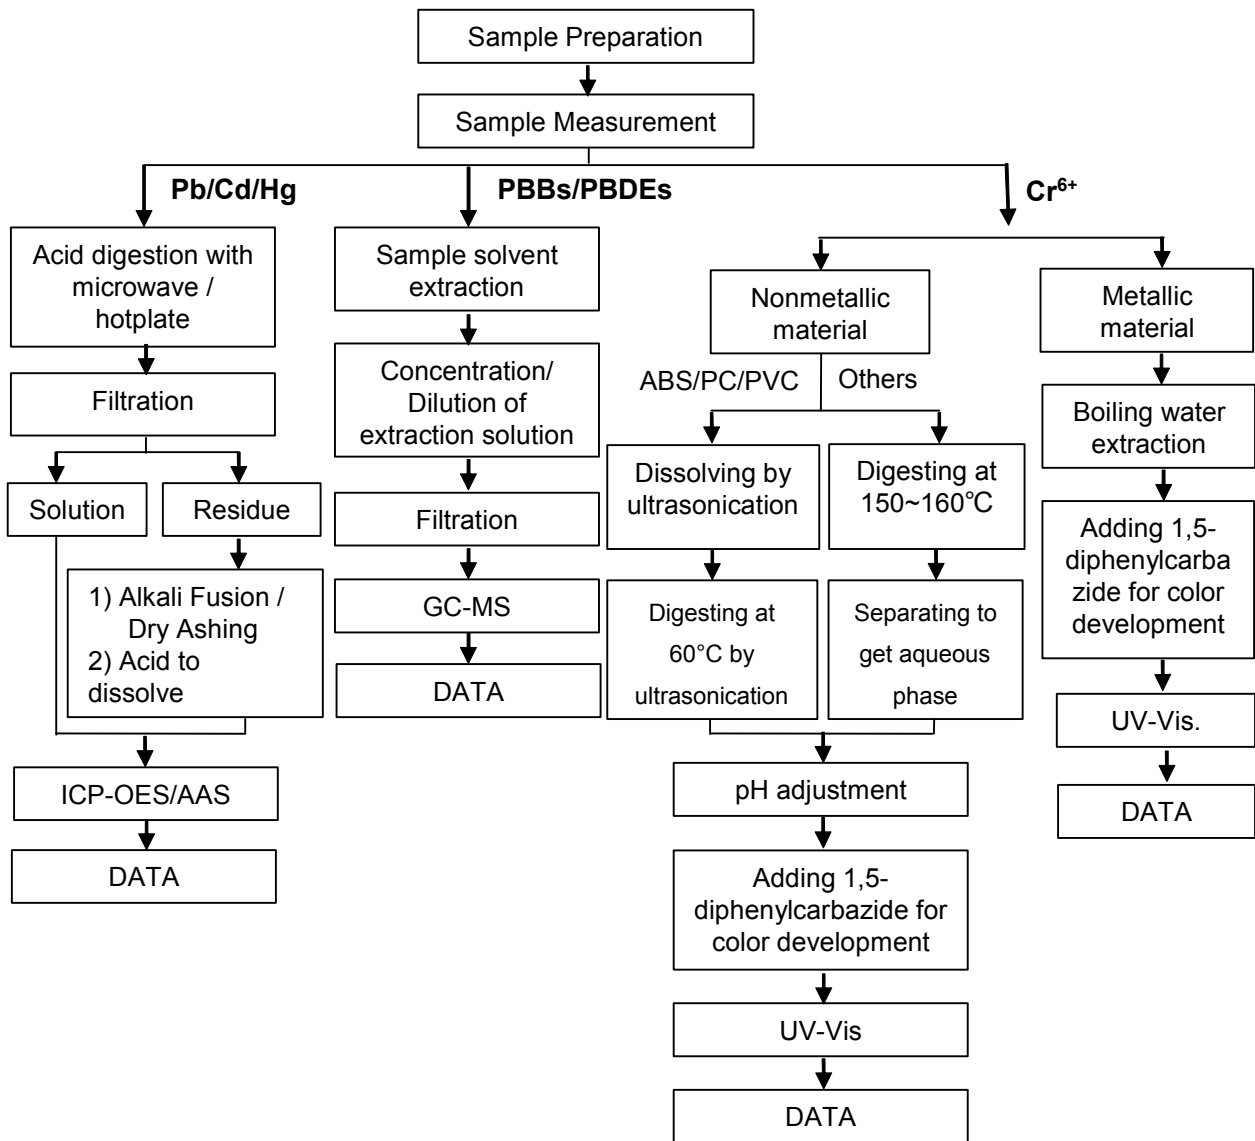 Sample Preparation
Sample Measurement
Pb/Cd/Hg
PBBs/PBDEs
Cr⁶⁺
Acid digestion with
microwave /
hotplate
Filtration
Solution
Residue
1) Alkali Fusion /
Dry Ashing
2) Acid to
dissolve
ICP-OES/AAS
DATA
Sample solvent
extraction
Concentration/
Dilution of
extraction solution
Filtration
GC-MS
DATA
Nonmetallic
material
ABS/PC/PVC
Others
Dissolving by
ultrasonication
Digesting at
60°C by
ultrasonication
Digesting at
150~160℃
Separating to
get aqueous
phase
pH adjustment
Adding 1,5-
diphenylcarbazide for
color development
UV-Vis
DATA
Metallic
material
Boiling water
extraction
Adding 1,5-
diphenylcarba
zide for color
development
UV-Vis.
DATA